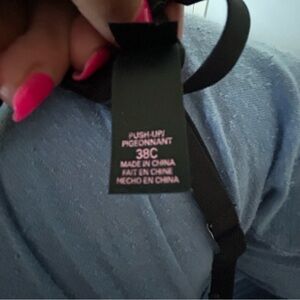 PUSH-UP/
PIGEONNANT
38C
MADE IN CHINA
FAIT EN CHINE
HECHO EN CHINA